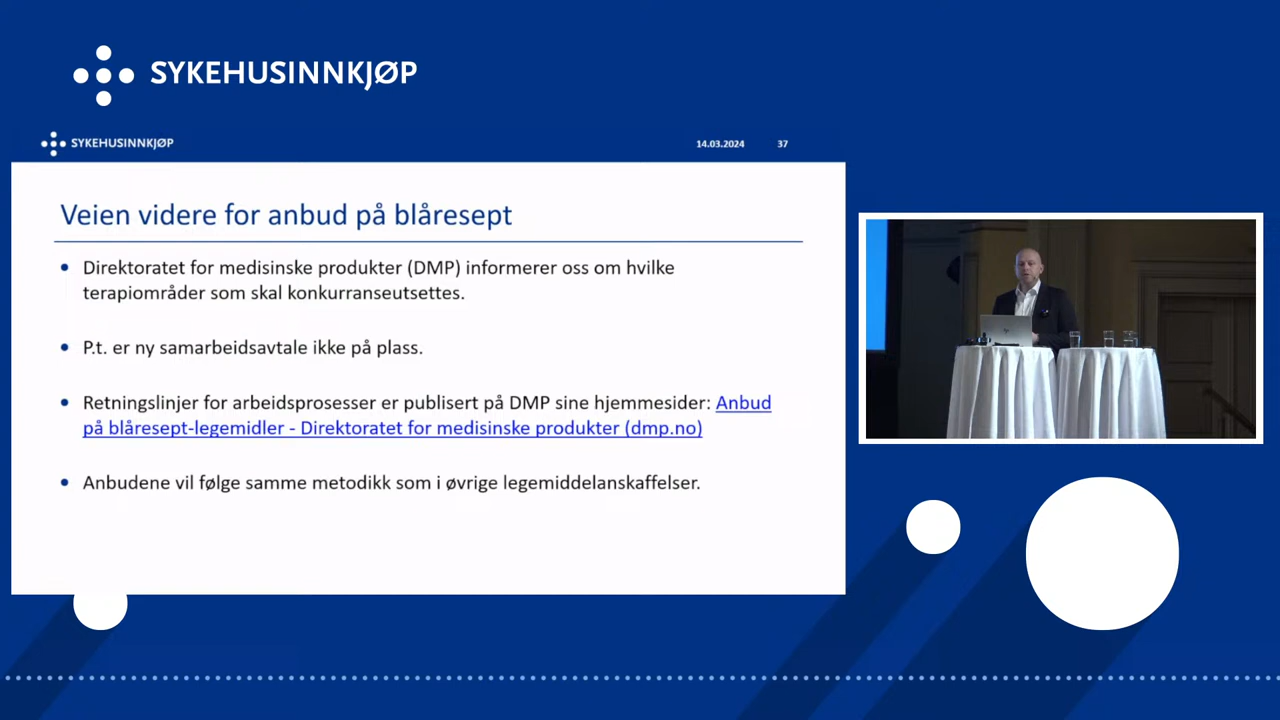 SYKEHUSINNKJØP
SYKEHUSINNKJØP
14.03.2024 37
Veien videre for anbud på blåresept
• Direktoratet for medisinske produkter (DMP) informerer oss om hvilke
terapiområder som skal konkurranseutsettes.
• P.t. er ny samarbeidsavtale ikke på plass.
• Retningslinjer for arbeidsprosesser er publisert på DMP sine hjemmesider: Anbud
på blåresept-legemidler - Direktoratet for medisinske produkter (dmp.no)
• Anbudene vil følge samme metodikk som i øvrige legemiddelanskaffelser.